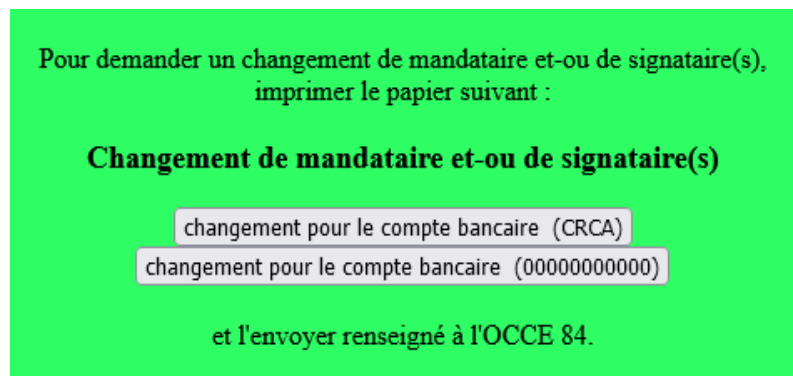 Pour demander un changement de mandataire et-ou de signataire(s),
imprimer le papier suivant :
Changement de mandataire et-ou de signataire(s)
changement pour le compte bancaire (CRCA)
changement pour le compte bancaire (00000000000)
et l'envoyer renseigné à l'OCCE 84.